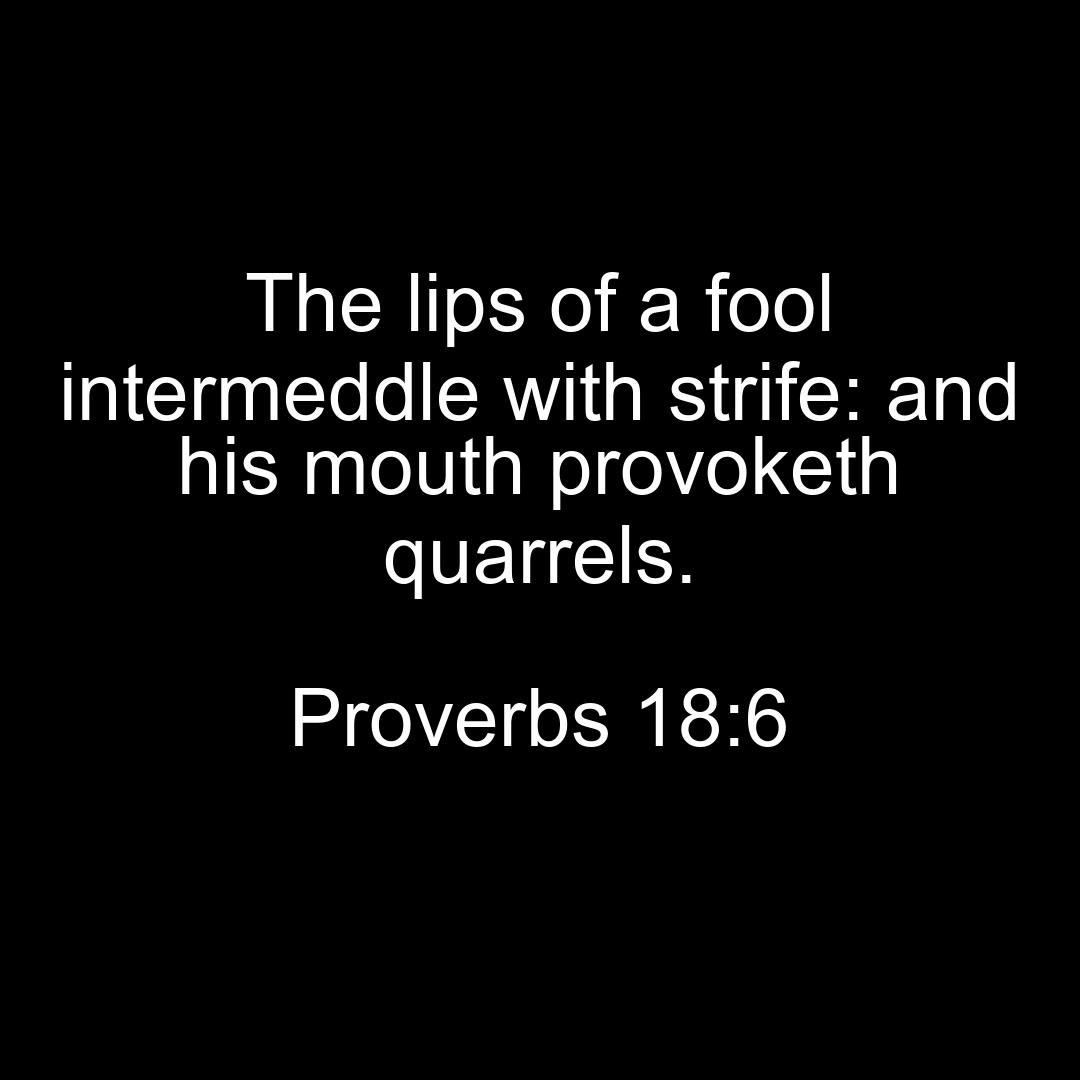 The lips of a fool
intermeddle with strife: and
his mouth provoketh
quarrels.
Proverbs 18:6